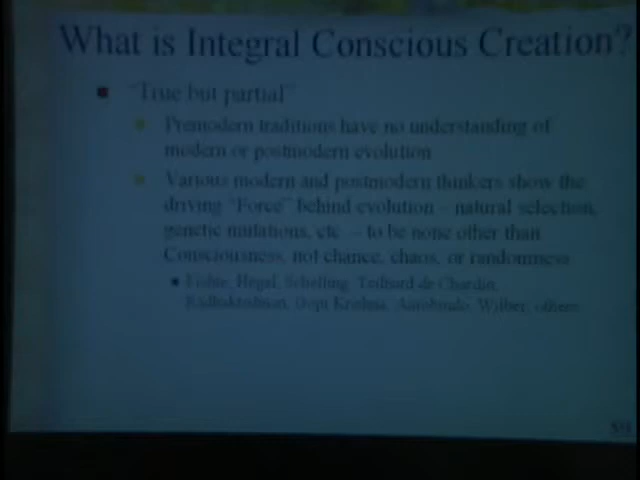 What is Integral Conscious Creation?
"True but partial"
Premodern traditions have no understanding of
modern or postmodern evolution
Various modern and postmodern thinkers show the
driving "Force" behind evolution – natural selection,
genetic mutations, etc – to be none other than
Consciousness, not chance, chaos, or randomness
Fichte, Hegel, Schelling, Teilhard de Chardin,
Radhakrishnan, Gopi Krishna, Aurobindo, Wilber, others